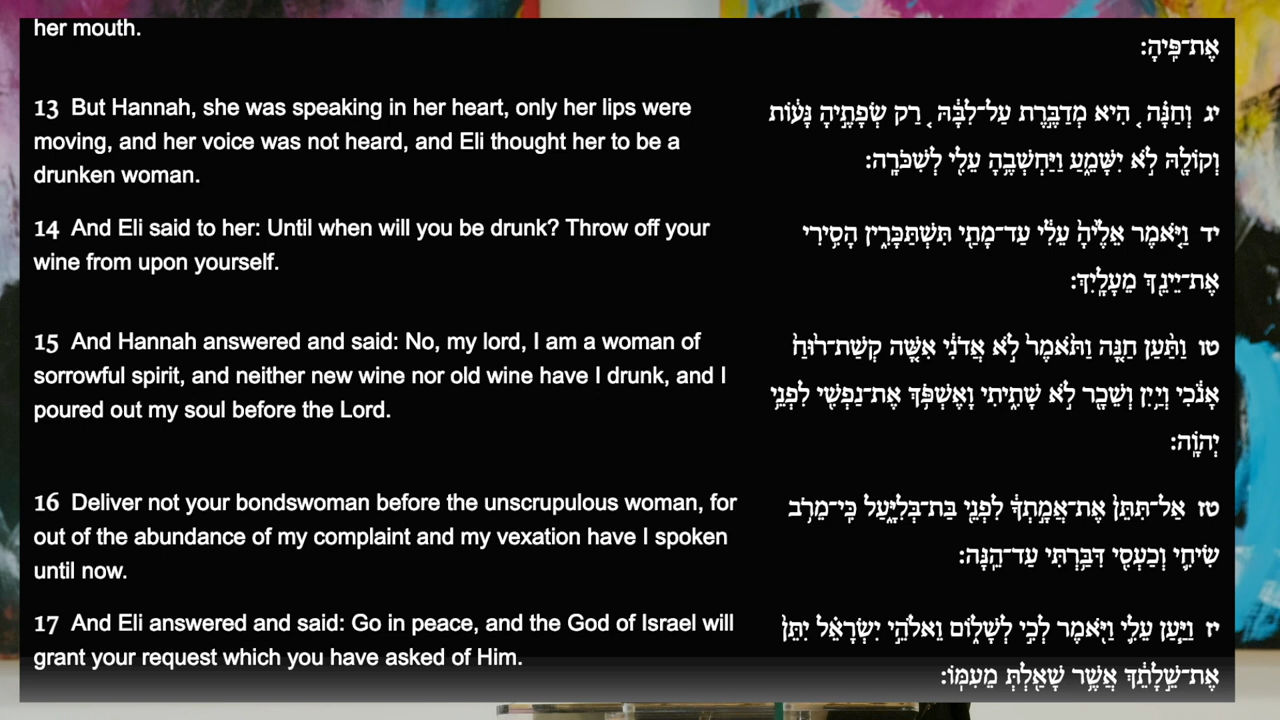 her mouth.
אֶת־פִּֽיהָ:
13 But Hannah, she was speaking in her heart, only her lips were
moving, and her voice was not heard, and Eli thought her to be a
drunken woman.
יג וְחַנָּ֗ה הִ֚יא מְדַבֶּ֣רֶת עַל־לִבָּ֔הּ רַ֚ק שְׂפָתֶ֣יהָ נָּע֔וֹת
וְקוֹלָ֖הּ לֹ֣א יִשָּׁמֵ֑עַ וַיַּחְשְׁבֶ֥הָ עֵלִ֖י לְשִׁכֹּרָֽה:
14 And Eli said to her: Until when will you be drunk? Throw off your
wine from upon yourself.
יד וַיֹּ֚אמֶר אֵלֶ֙יהָ֙ עֵלִ֔י עַד־מָתַ֖י תִּשְׁתַּכָּרִ֑ין הָסִ֥ירִי
אֶת־יֵינֵ֖ךְ מֵעָלָֽיִךְ:
15 And Hannah answered and said: No, my lord, I am a woman of
sorrowful spirit, and neither new wine nor old wine have I drunk, and I
poured out my soul before the Lord.
טו וַתַּ֨עַן חַנָּ֚ה וַתֹּ֙אמֶר֙ לֹ֣א אֲדֹנִ֔י אִשָּׁ֚ה קְשַׁת־ר֙וּחַ֙
אָנֹ֔כִי וְיַ֥יִן וְשֵׁכָ֖ר לֹ֣א שָׁתִ֑יתִי וָאֶשְׁפֹּ֥ךְ אֶת־נַפְשִׁ֖י לִפְנֵ֥י
יְהֹוָֽה:
16 Deliver not your bondswoman before the unscrupulous woman, for
out of the abundance of my complaint and my vexation have I spoken
until now.
טז אַל־תִּתֵּן֙ אֶת־אֲמָ֣תְךָ֔ לִפְנֵ֖י בַּת־בְּלִיָּ֑עַל כִּֽי־מֵרֹ֥ב
שִׂיחִ֛י וְכַעְסִ֖י דִּבַּ֥רְתִּי עַד־הֵֽנָּה:
17 And Eli answered and said: Go in peace, and the God of Israel will
grant your request which you have asked of Him.
יז וַיַּ֧עַן עֵלִ֛י וַיֹּ֖אמֶר לְכִ֣י לְשָׁל֑וֹם וֵאלֹהֵ֣י יִשְׂרָאֵ֗ל יִתֵּן֙
אֶת־שֵׁ֣לָתֵ֔ךְ אֲשֶׁ֥ר שָׁאַ֖לְתְּ מֵעִמּֽוֹ: